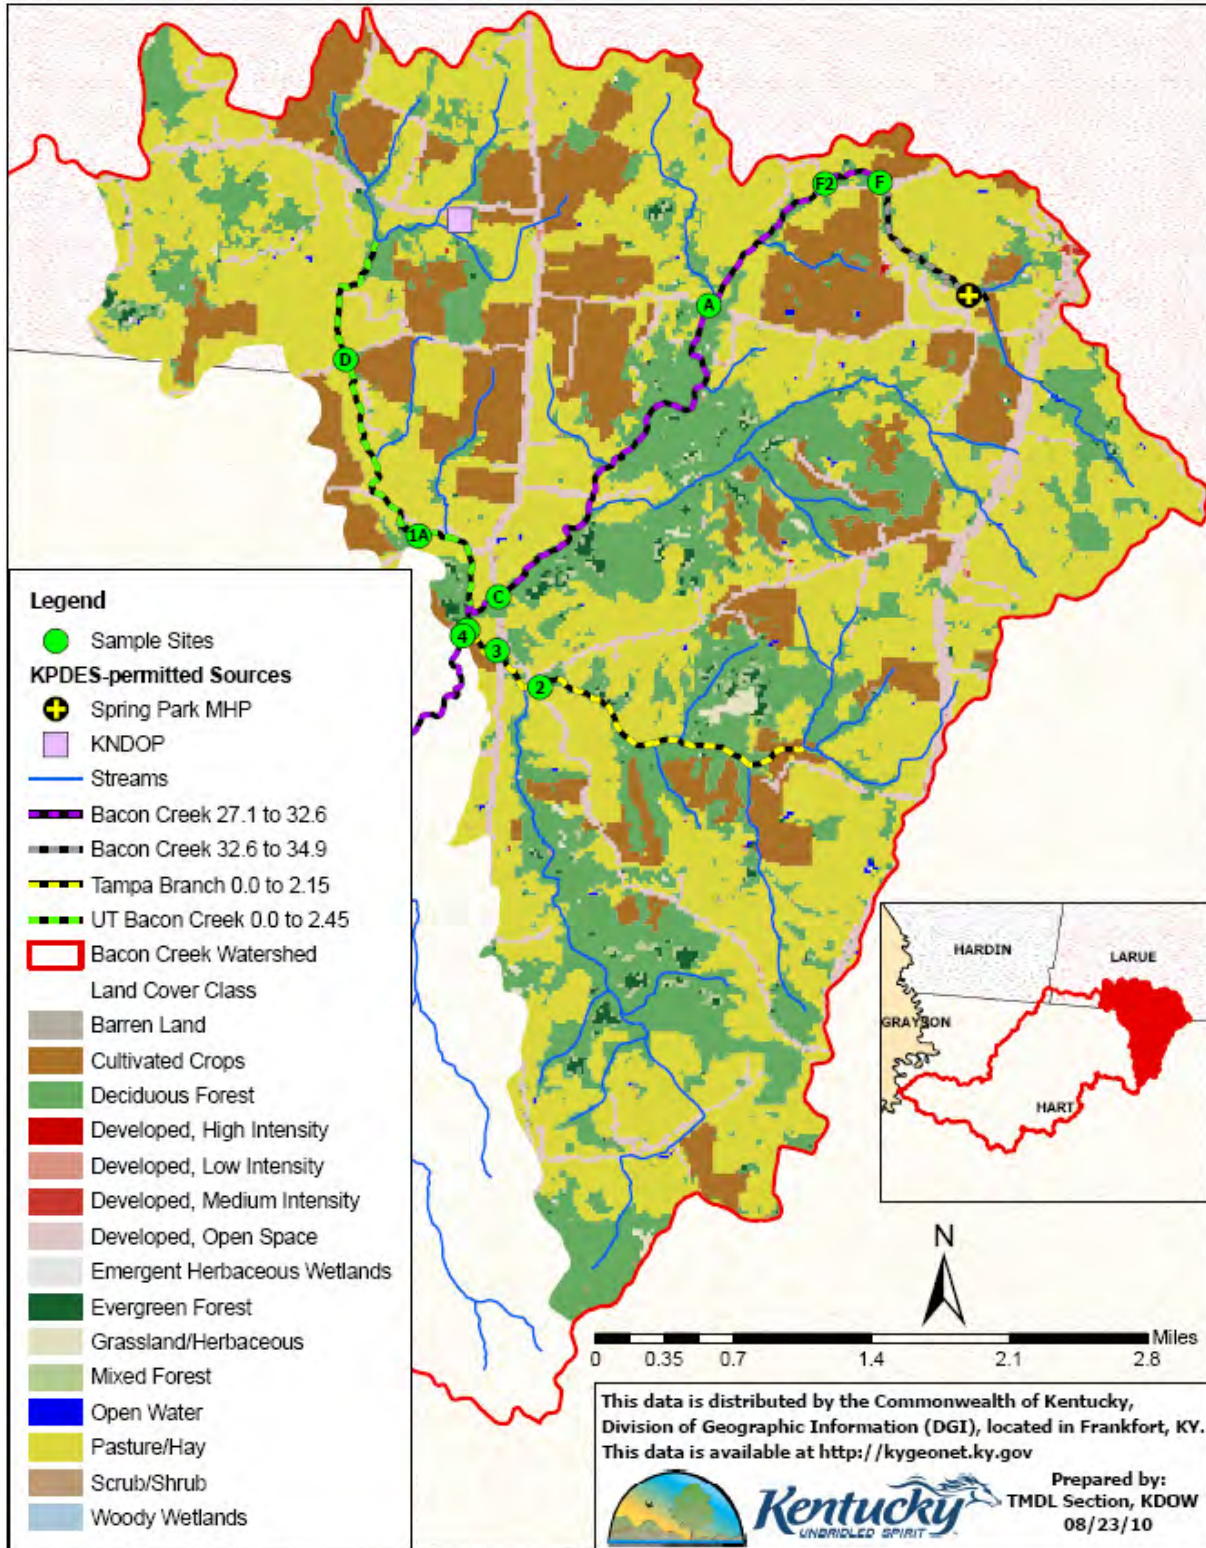 F2
F
A
D
1A
C
4
3
2
Legend
Sample Sites
KPDES-permitted Sources
Spring Park MHP
KNDOP
Streams
Bacon Creek 27.1 to 32.6
Bacon Creek 32.6 to 34.9
Tampa Branch 0.0 to 2.15
UT Bacon Creek 0.0 to 2.45
Bacon Creek Watershed
Land Cover Class
Barren Land
Cultivated Crops
Deciduous Forest
Developed, High Intensity
Developed, Low Intensity
Developed, Medium Intensity
Developed, Open Space
Emergent Herbaceous Wetlands
Evergreen Forest
Grassland/Herbaceous
Mixed Forest
Open Water
Pasture/Hay
Scrub/Shrub
Woody Wetlands
HARDIN
LARUE
GRAYSON
HART
N
Miles
0 0.35 0.7 1.4 2.1 2.8
This data is distributed by the Commonwealth of Kentucky,
Division of Geographic Information (DGI), located in Frankfort, KY.
This data is available at http://kygeonet.ky.gov
Kentucky
UNBRIDLED SPIRIT
Prepared by:
TMDL Section, KDOW
08/23/10